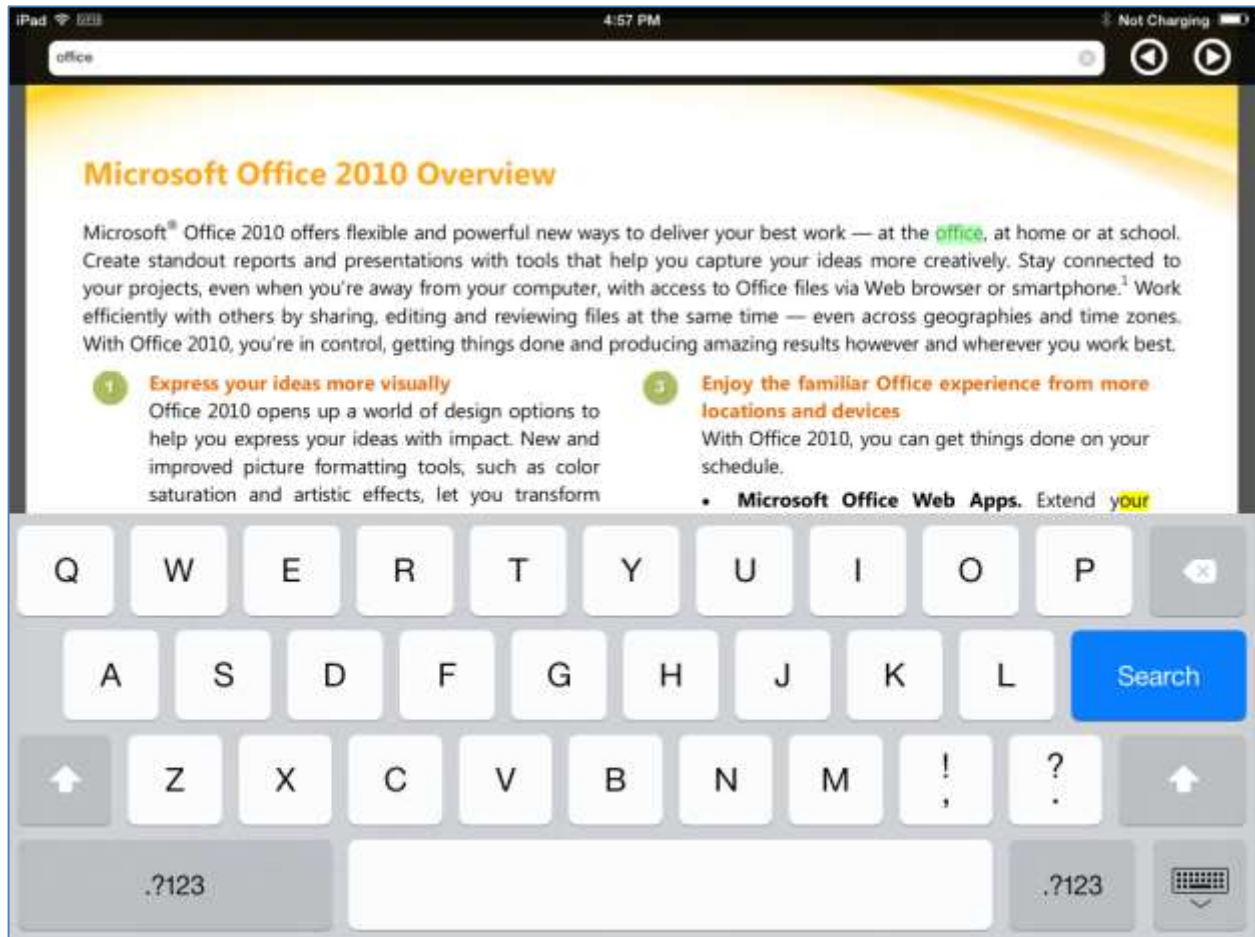 iPad 4:57 PM Not Charging
office
Microsoft Office 2010 Overview
Microsoft® Office 2010 offers flexible and powerful new ways to deliver your best work — at the office, at home or at school.
Create standout reports and presentations with tools that help you capture your ideas more creatively. Stay connected to
your projects, even when you're away from your computer, with access to Office files via Web browser or smartphone.¹ Work
efficiently with others by sharing, editing and reviewing files at the same time — even across geographies and time zones.
With Office 2010, you're in control, getting things done and producing amazing results however and wherever you work best.
1 Express your ideas more visually
Office 2010 opens up a world of design options to
help you express your ideas with impact. New and
improved picture formatting tools, such as color
saturation and artistic effects, let you transform
3 Enjoy the familiar Office experience from more
locations and devices
With Office 2010, you can get things done on your
schedule.
• Microsoft Office Web Apps. Extend your
Q W E R T Y U I O P
A S D F G H J K L Search
Z X C V B N M ! , ? .
.?123 .?123